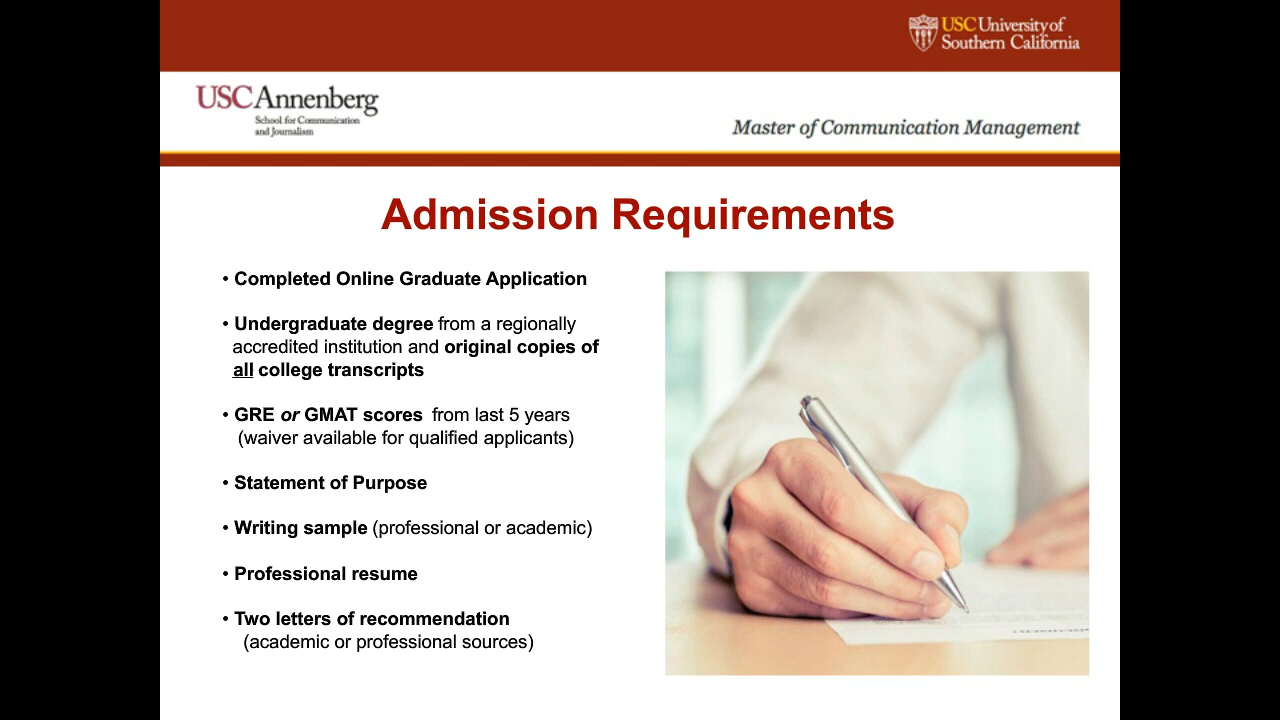 USC University of
Southern California
USC Annenberg
School for Communication
and Journalism
Master of Communication Management
Admission Requirements
• Completed Online Graduate Application
• Undergraduate degree from a regionally
accredited institution and original copies of
all college transcripts
• GRE or GMAT scores from last 5 years
(waiver available for qualified applicants)
• Statement of Purpose
• Writing sample (professional or academic)
• Professional resume
• Two letters of recommendation
(academic or professional sources)